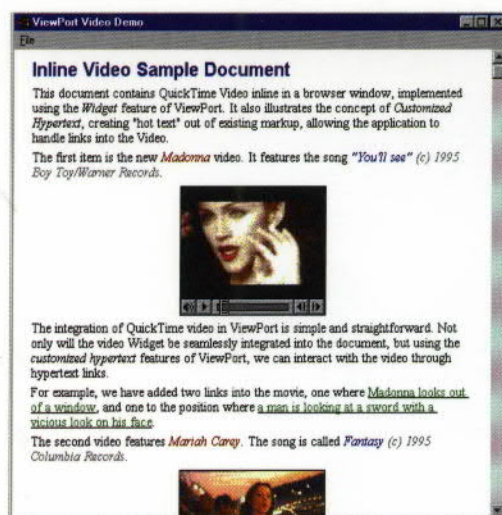 ViewPort Video Demo
File
Inline Video Sample Document
This document contains QuickTime Video inline in a browser window, implemented
using the Widget feature of ViewPort. It also illustrates the concept of Customized
Hypertext, creating "hot text" out of existing markup, allowing the application to
handle links into the Video.
The first item is the new Madonna video. It features the song "You'll see" (c) 1995
Boy Toy/Warner Records.
The integration of QuickTime video in ViewPort is simple and straightforward. Not
only will the video Widget be seamlessly integrated into the document, but using the
customized hypertext features of ViewPort, we can interact with the video through
hypertext links.
For example, we have added two links into the movie, one where Madonna looks out
of a window, and one to the position where a man is looking at a sword with a
vicious look on his face.
The second video features Mariah Carey. The song is called Fantasy (c) 1995
Columbia Records.